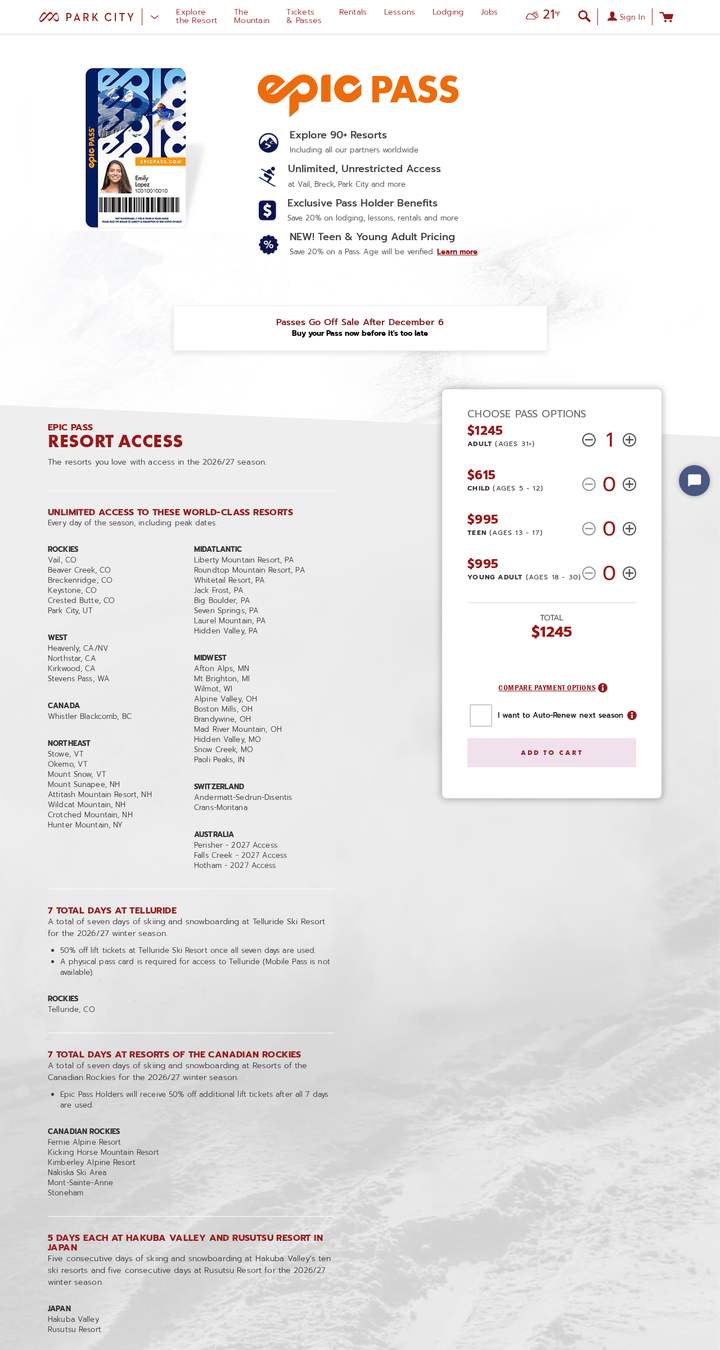 PARK CITY
Explore
the Resort
The
Mountain
Tickets
& Passes
Rentals
Lessons
Lodging
Jobs
21°F
Sign In
epic PASS
EPICPASS.COM
Emily
Lopez
10010010010
epic PASS
Explore 90+ Resorts
Including all our partners worldwide
Unlimited, Unrestricted Access
at Vail, Breck, Park City and more
Exclusive Pass Holder Benefits
Save 20% on lodging, lessons, rentals and more
NEW! Teen & Young Adult Pricing
Save 20% on a Pass. Age will be verified. Learn more
Passes Go Off Sale After December 6
Buy your Pass now before it's too late
EPIC PASS
RESORT ACCESS
The resorts you love with access in the 2026/27 season.
UNLIMITED ACCESS TO THESE WORLD-CLASS RESORTS
Every day of the season, including peak dates.
ROCKIES
Vail, CO
Beaver Creek, CO
Breckenridge, CO
Keystone, CO
Crested Butte, CO
Park City, UT
WEST
Heavenly, CA/NV
Northstar, CA
Kirkwood, CA
Stevens Pass, WA
CANADA
Whistler Blackcomb, BC
NORTHEAST
Stowe, VT
Okemo, VT
Mount Snow, VT
Mount Sunapee, NH
Attitash Mountain Resort, NH
Wildcat Mountain, NH
Crotched Mountain, NH
Hunter Mountain, NY
MIDATLANTIC
Liberty Mountain Resort, PA
Roundtop Mountain Resort, PA
Whitetail Resort, PA
Jack Frost, PA
Big Boulder, PA
Seven Springs, PA
Laurel Mountain, PA
Hidden Valley, PA
MIDWEST
Afton Alps, MN
Mt Brighton, MI
Wilmot, WI
Alpine Valley, OH
Boston Mills, OH
Brandywine, OH
Mad River Mountain, OH
Hidden Valley, MO
Snow Creek, MO
Paoli Peaks, IN
SWITZERLAND
Andermatt-Sedrun-Disentis
Crans-Montana
AUSTRALIA
Perisher - 2027 Access
Falls Creek - 2027 Access
Hotham - 2027 Access
7 TOTAL DAYS AT TELLURIDE
A total of seven days of skiing and snowboarding at Telluride Ski Resort
for the 2026/27 winter season.
• 50% off lift tickets at Telluride Ski Resort once all seven days are used.
• A physical pass card is required for access to Telluride (Mobile Pass is not
available).
ROCKIES
Telluride, CO
7 TOTAL DAYS AT RESORTS OF THE CANADIAN ROCKIES
A total of seven days of skiing and snowboarding at Resorts of the
Canadian Rockies for the 2026/27 winter season.
• Epic Pass Holders will receive 50% off additional lift tickets after all 7 days
are used.
CANADIAN ROCKIES
Fernie Alpine Resort
Kicking Horse Mountain Resort
Kimberley Alpine Resort
Nakiska Ski Area
Mont-Sainte-Anne
Stoneham
5 DAYS EACH AT HAKUBA VALLEY AND RUSUTSU RESORT IN
JAPAN
Five consecutive days of skiing and snowboarding at Hakuba Valley's ten
ski resorts and five consecutive days at Rusutsu Resort for the 2026/27
winter season.
JAPAN
Hakuba Valley
Rusutsu Resort
CHOOSE PASS OPTIONS
$1245
ADULT (AGES 31+)
1
$615
CHILD (AGES 5 - 12)
0
$995
TEEN (AGES 13 - 17)
0
$995
YOUNG ADULT (AGES 18 - 30)
0
TOTAL
$1245
COMPARE PAYMENT OPTIONS
I want to Auto-Renew next season
ADD TO CART